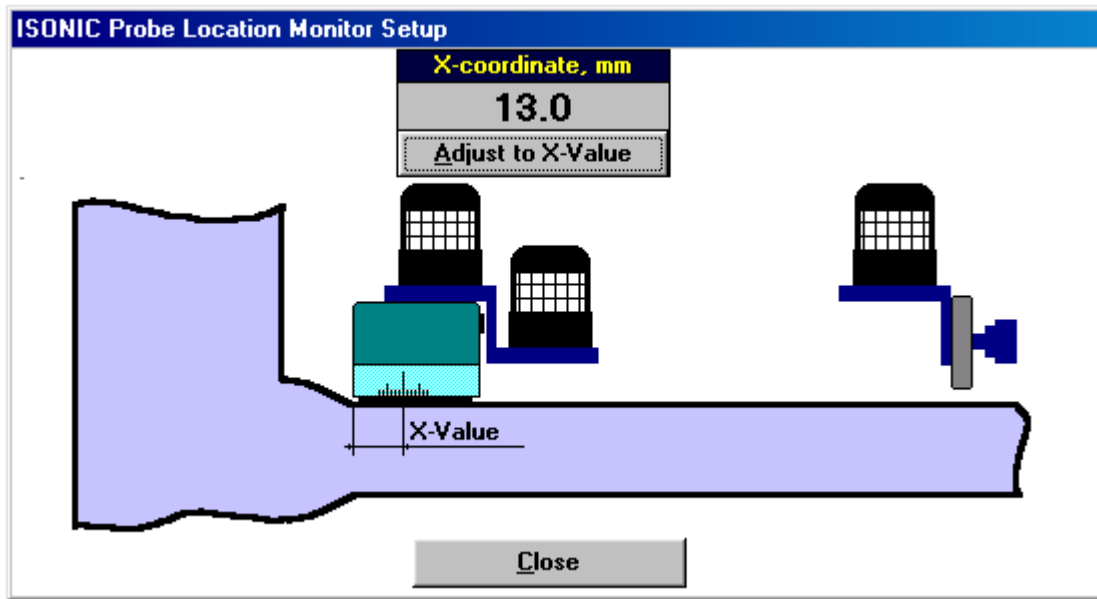 ISONIC Probe Location Monitor Setup
X-coordinate, mm
13.0
Adjust to X-Value
X-Value
Close